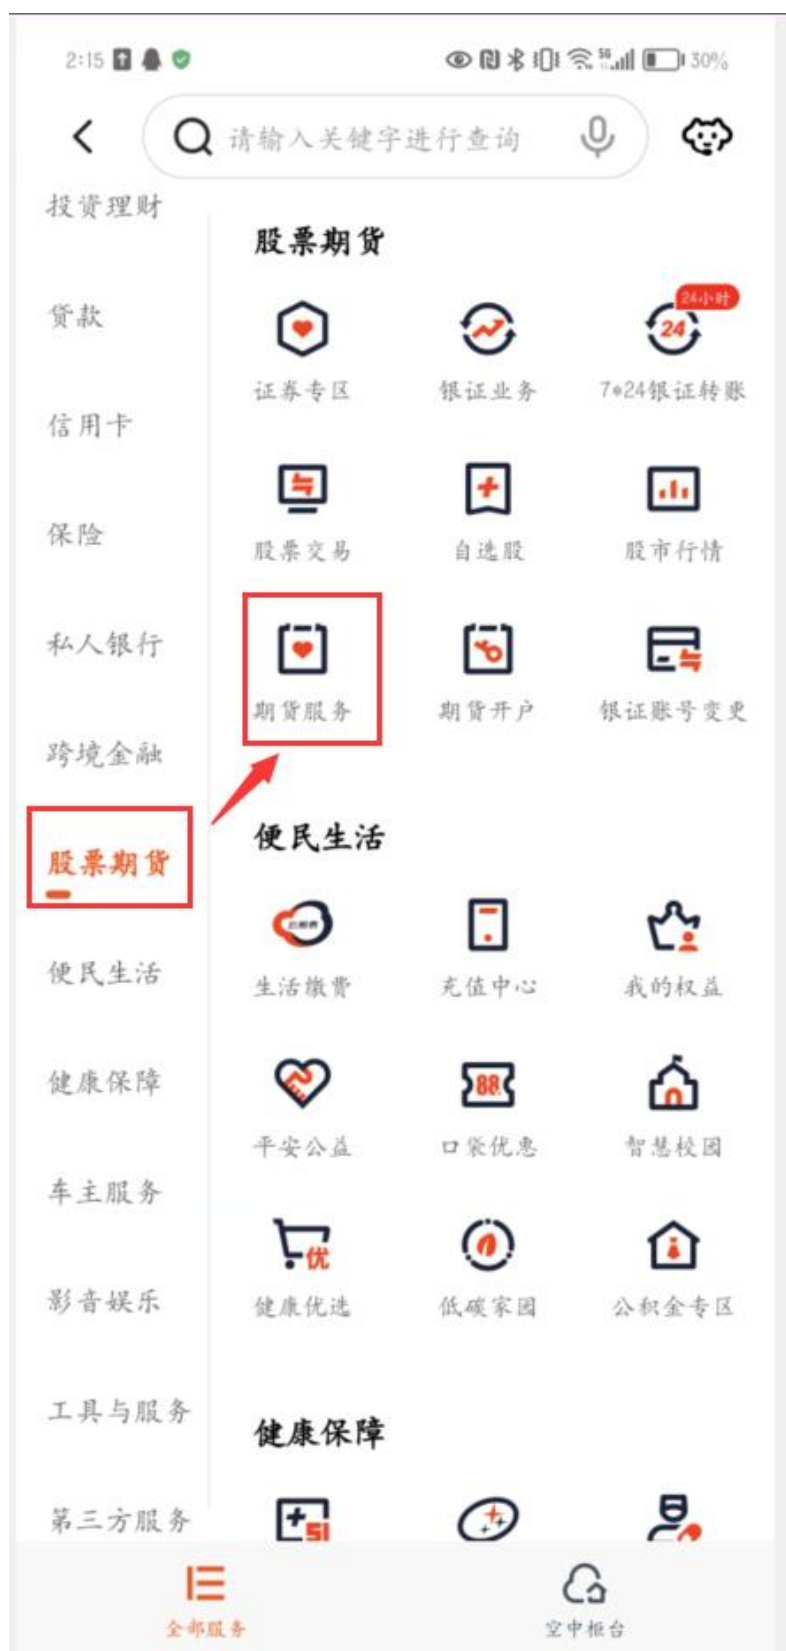 2:15
5G
30%
请输入关键字进行查询
投资理财
贷款
信用卡
保险
私人银行
跨境金融
股票期货
便民生活
健康保障
车主服务
影音娱乐
工具与服务
第三方服务
股票期货
24小时
24
证券专区
银证业务
7*24银证转账
股票交易
自选股
股市行情
期货服务
期货开户
银证账号变更
便民生活
生活缴费
充值中心
我的权益
88
平安公益
口袋优惠
智慧校园
优
健康优选
低碳家园
公积金专区
健康保障
SI
全部服务
空中柜台